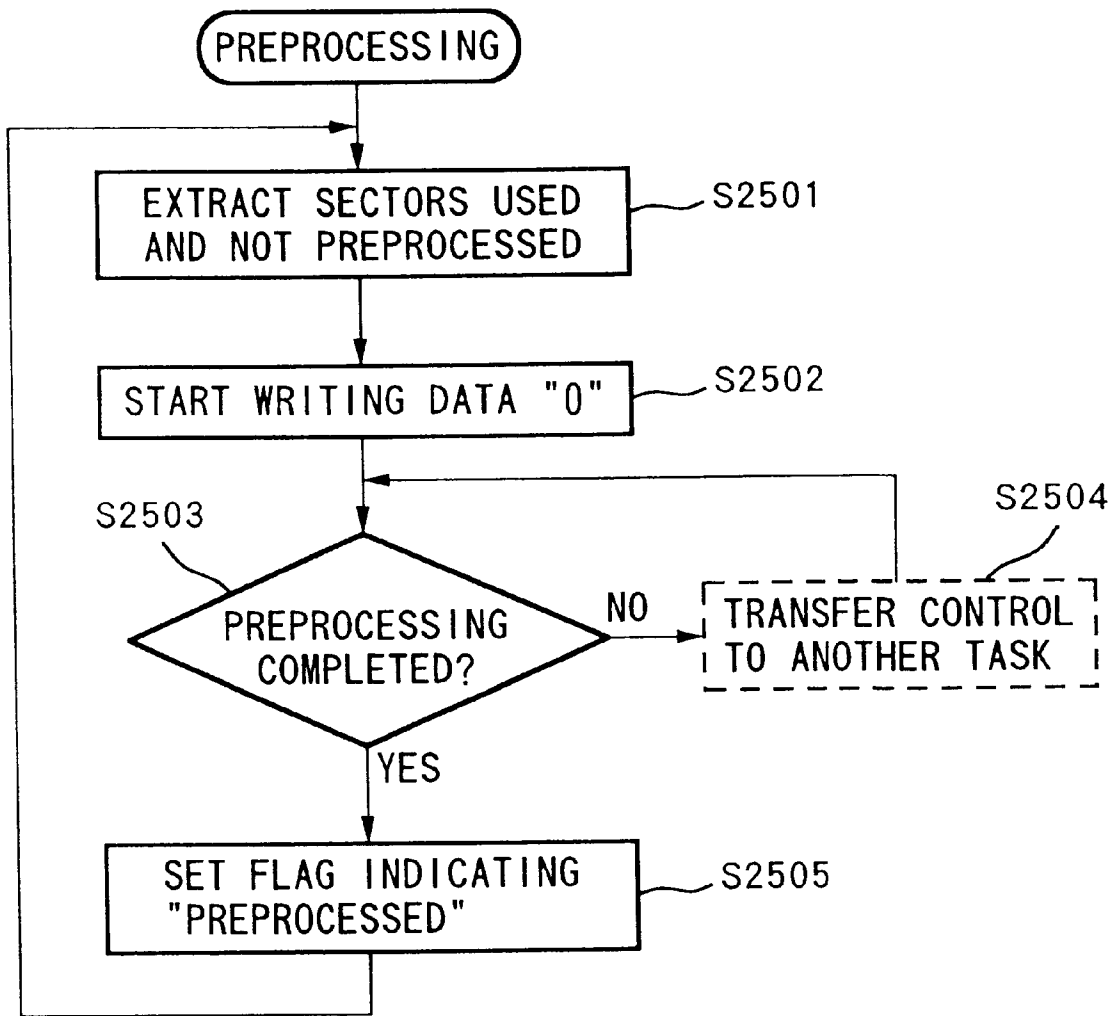 PREPROCESSING
EXTRACT SECTORS USED
AND NOT PREPROCESSED
S2501
START WRITING DATA "0"
S2502
S2503
PREPROCESSING
COMPLETED?
NO
S2504
TRANSFER CONTROL
TO ANOTHER TASK
YES
SET FLAG INDICATING
"PREPROCESSED"
S2505